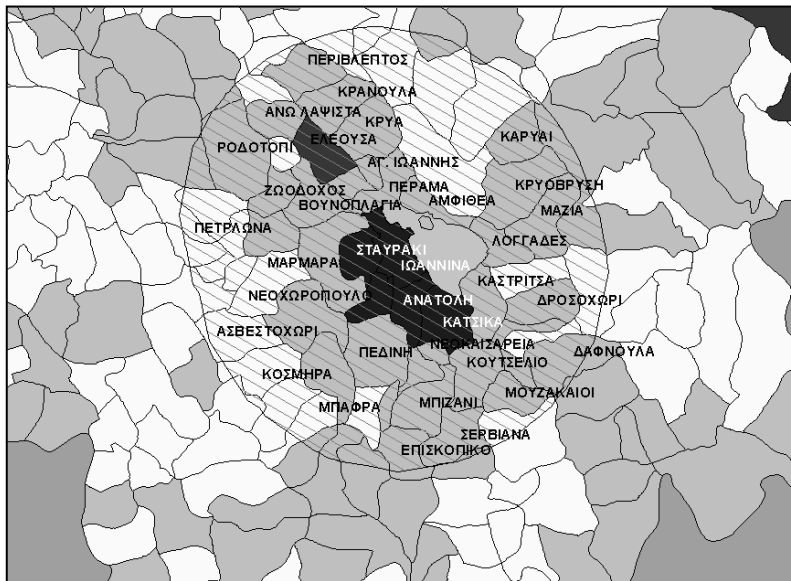 ΠΕΡΙΒΛΕΠΤΟΣ
ΚΡΑΝΟΥΛΑ
ΑΝΩ ΛΑΨΙΣΤΑ
ΚΡΥΑ
ΕΛΕΟΥΣΑ
ΚΑΡΥΑΙ
ΡΟΔΟΤΟΠΙ
ΑΓ. ΙΩΑΝΝΗΣ
ΖΩΟΔΟΧΟΣ
ΠΕΡΑΜΑ
ΚΡΥΟΒΡΥΣΗ
ΒΟΥΝΟΠΛΑΓΙΑ
ΑΜΦΙΘΕΑ
ΜΑΖΙΑ
ΠΕΤΡΛΩΝΑ
ΛΟΓΓΑΔΕΣ
ΣΤΑΥΡΑΚΙ
ΜΑΡΜΑΡΑ
ΙΩΑΝΝΙΝΑ
ΚΑΣΤΡΙΤΣΑ
ΝΕΟΧΩΡΟΠΟΥΛΟ
ΑΝΑΤΟΛΗ
ΔΡΟΣΟΧΩΡΙ
ΑΣΒΕΣΤΟΧΩΡΙ
ΚΑΤΣΙΚΑ
ΝΕΟΚΑΙΣΑΡΕΙΑ
ΠΕΔΙΝΗ
ΔΑΦΝΟΥΛΑ
ΚΟΥΤΣΕΛΙΟ
ΚΟΣΜΗΡΑ
ΜΟΥΖΑΚΑΙΟΙ
ΜΠΑΦΡΑ
ΜΠΙΖΑΝΙ
ΣΕΡΒΙΑΝΑ
ΕΠΙΣΚΟΠΙΚΟ